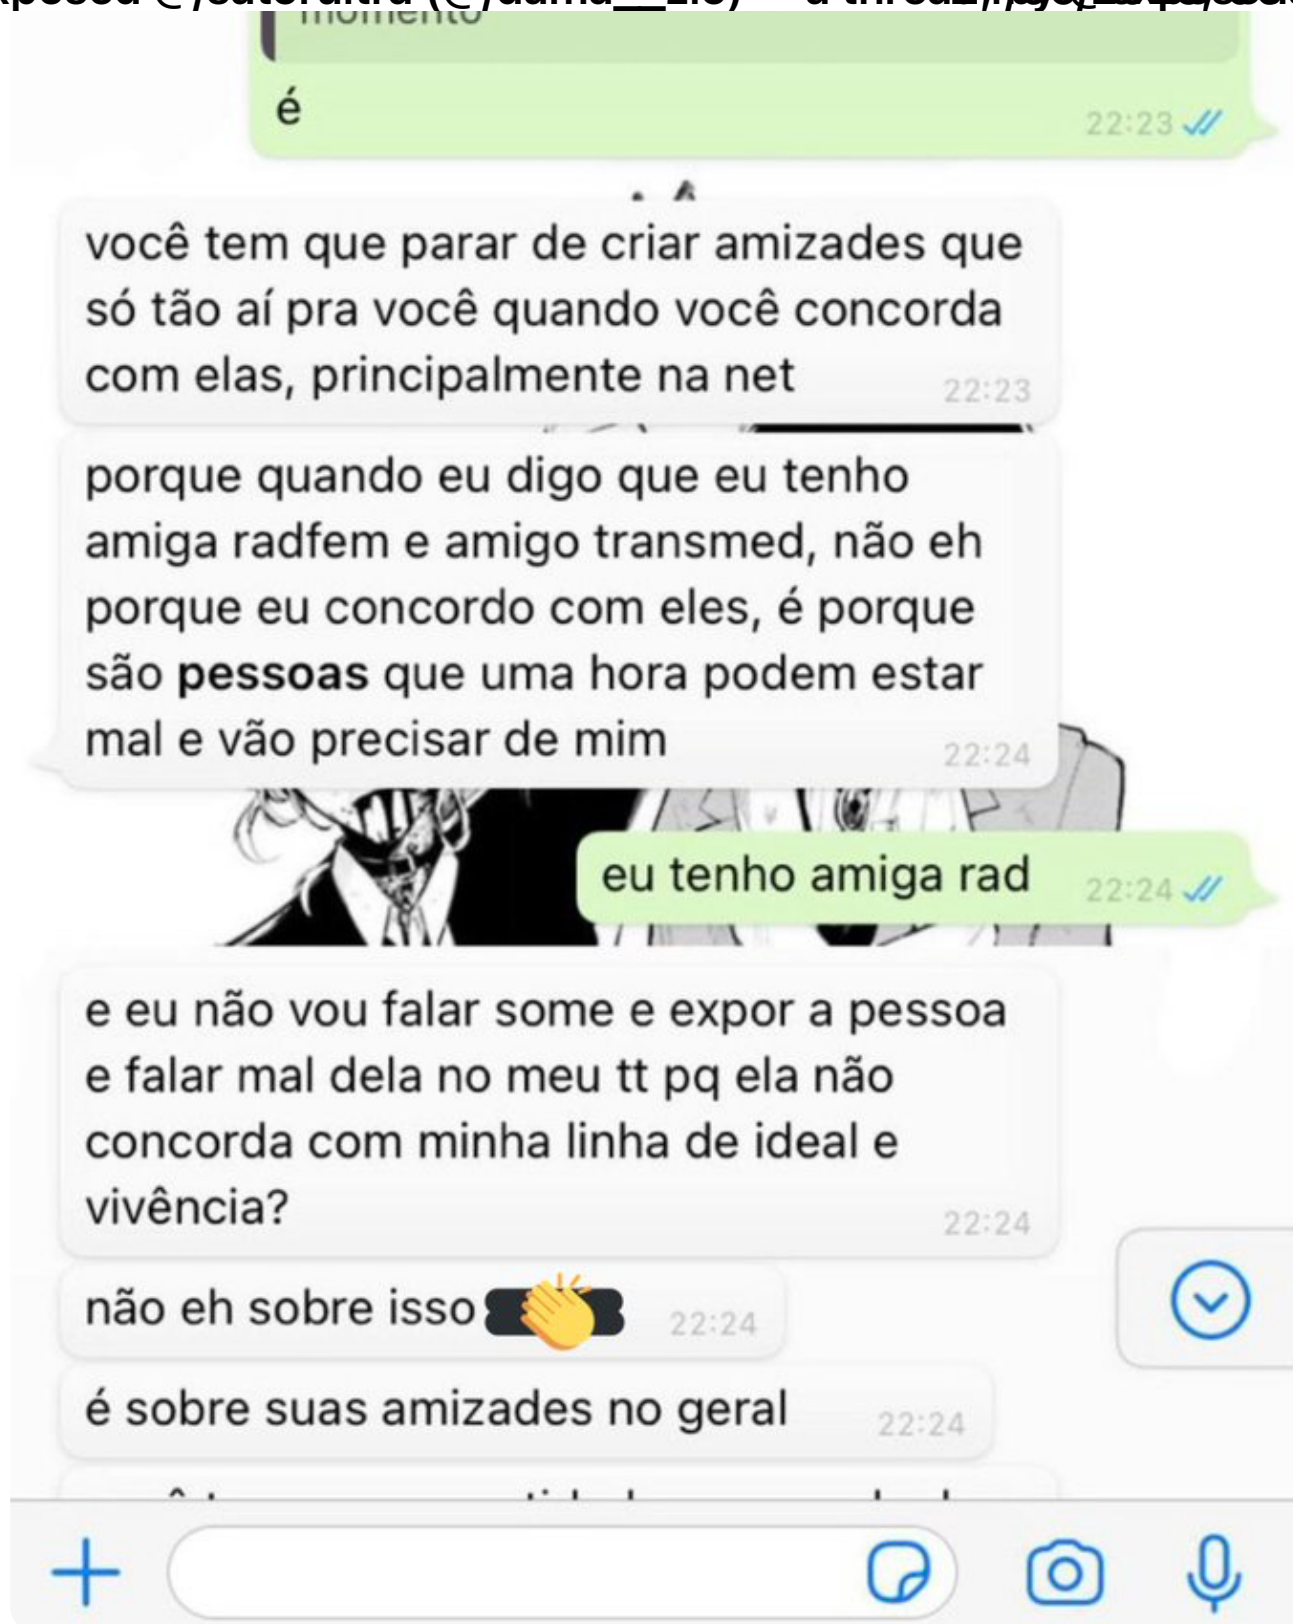 momento
é
22:23
você tem que parar de criar amizades que
só tão aí pra você quando você concorda
com elas, principalmente na net
22:23
porque quando eu digo que eu tenho
amiga radfem e amigo transmed, não eh
porque eu concordo com eles, é porque
são pessoas que uma hora podem estar
mal e vão precisar de mim
22:24
eu tenho amiga rad 22:24
e eu não vou falar some e expor a pessoa
e falar mal dela no meu tt pq ela não
concorda com minha linha de ideal e
vivência?
22:24
não eh sobre isso 22:24
é sobre suas amizades no geral 22:24